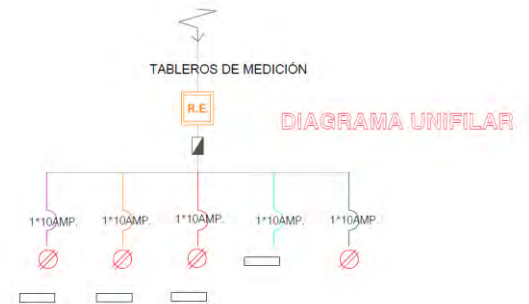 TABLEROS DE MEDICIÓN
R.E.
DIAGRAMA UNIFILAR
1*10AMP. 1*10AMP. 1*10AMP. 1*10AMP. 1*10AMP.